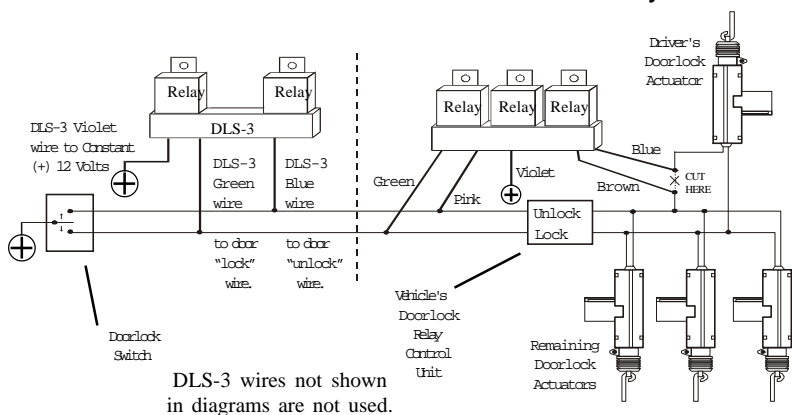 Driver's
Doorlock
Actuator
Relay
Relay
DLS-3
Relay
Relay
Relay
DLS-3 Violet
wire to Constant
(+) 12 Volts
DLS-3
Green
wire
DLS-3
Blue
wire
Green
Pink
Violet
Blue
Brown
CUT
HERE
Unlock
Lock
to door
"lock"
wire.
to door
"unlock"
wire.
Doorlock
Switch
Vehicle's
Doorlock
Relay
Control
Unit
Remaining
Doorlock
Actuators
DLS-3 wires not shown
in diagrams are not used.